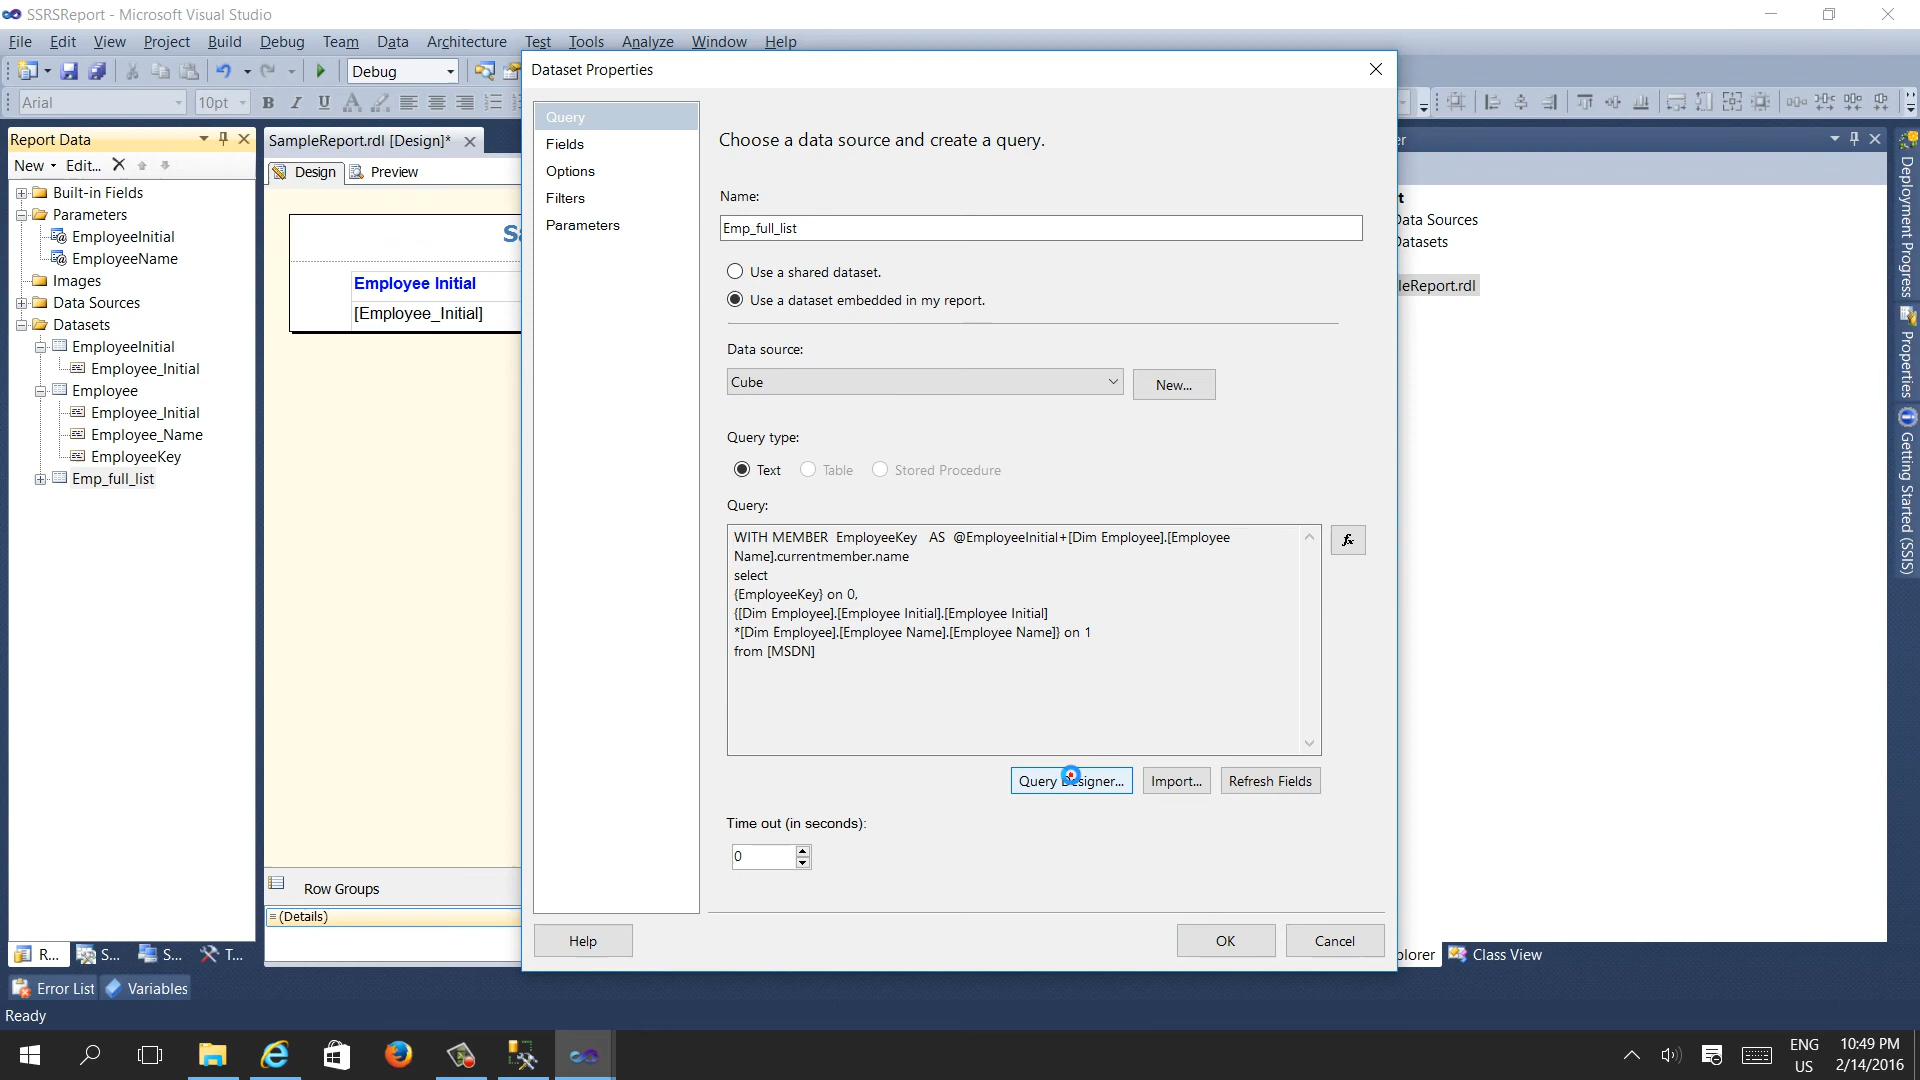 SSRSReport - Microsoft Visual Studio
File Edit View Project Build Debug Team Data Architecture Test Tools Analyze Window Help
Debug
Arial 10pt B I U A
Report Data
New Edit...
Built-in Fields
Parameters
EmployeeInitial
EmployeeName
Images
Data Sources
Datasets
EmployeeInitial
Employee_Initial
Employee
Employee_Initial
Employee_Name
EmployeeKey
Emp_full_list
R... S... S... T...
Error List Variables
Ready
SampleReport.rdl [Design]*
Design Preview
Sa
Employee Initial
[Employee_Initial]
Row Groups
(Details)
Dataset Properties
Query
Fields
Options
Filters
Parameters
Choose a data source and create a query.
Name:
Emp_full_list
Use a shared dataset.
Use a dataset embedded in my report.
Data source:
Cube
New...
Query type:
Text Table Stored Procedure
Query:
WITH MEMBER EmployeeKey AS @EmployeeInitial+[Dim Employee].[Employee
Name].currentmember.name
select
{EmployeeKey} on 0,
{[Dim Employee].[Employee Initial].[Employee Initial]
*[Dim Employee].[Employee Name].[Employee Name]} on 1
from [MSDN]
fx
Query Designer... Import... Refresh Fields
Time out (in seconds):
0
Help OK Cancel
er
t
Data Sources
Datasets
leReport.rdl
plorer Class View
Deployment Progress
Properties
Getting Started (SSIS)
ENG
US
10:49 PM
2/14/2016